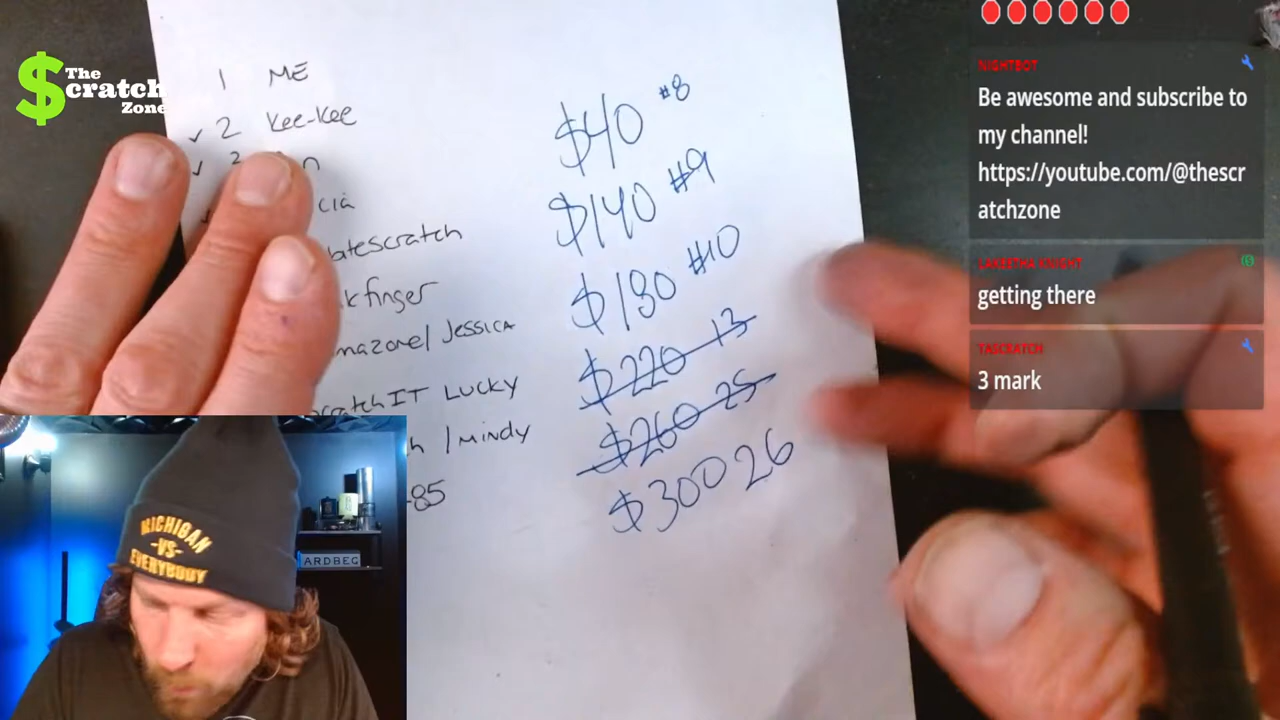 The
Scratch
Zone
1 ME
✓ 2 Kee-Kee
cia
atescratch
finger
mazone/ Jessica
cratch IT LUCKY
/mindy
-85
$40 #8
$140 #9
$180 #10
$220 13
$260 25
$300 26
MICHIGAN
-VS-
EVERYBODY
ARDBEG
NIGHTBOT
Be awesome and subscribe to
my channel!
https://youtube.com/@thescr
atchzone
LAKEETHA KNIGHT
getting there
TASCRATCH
3 mark